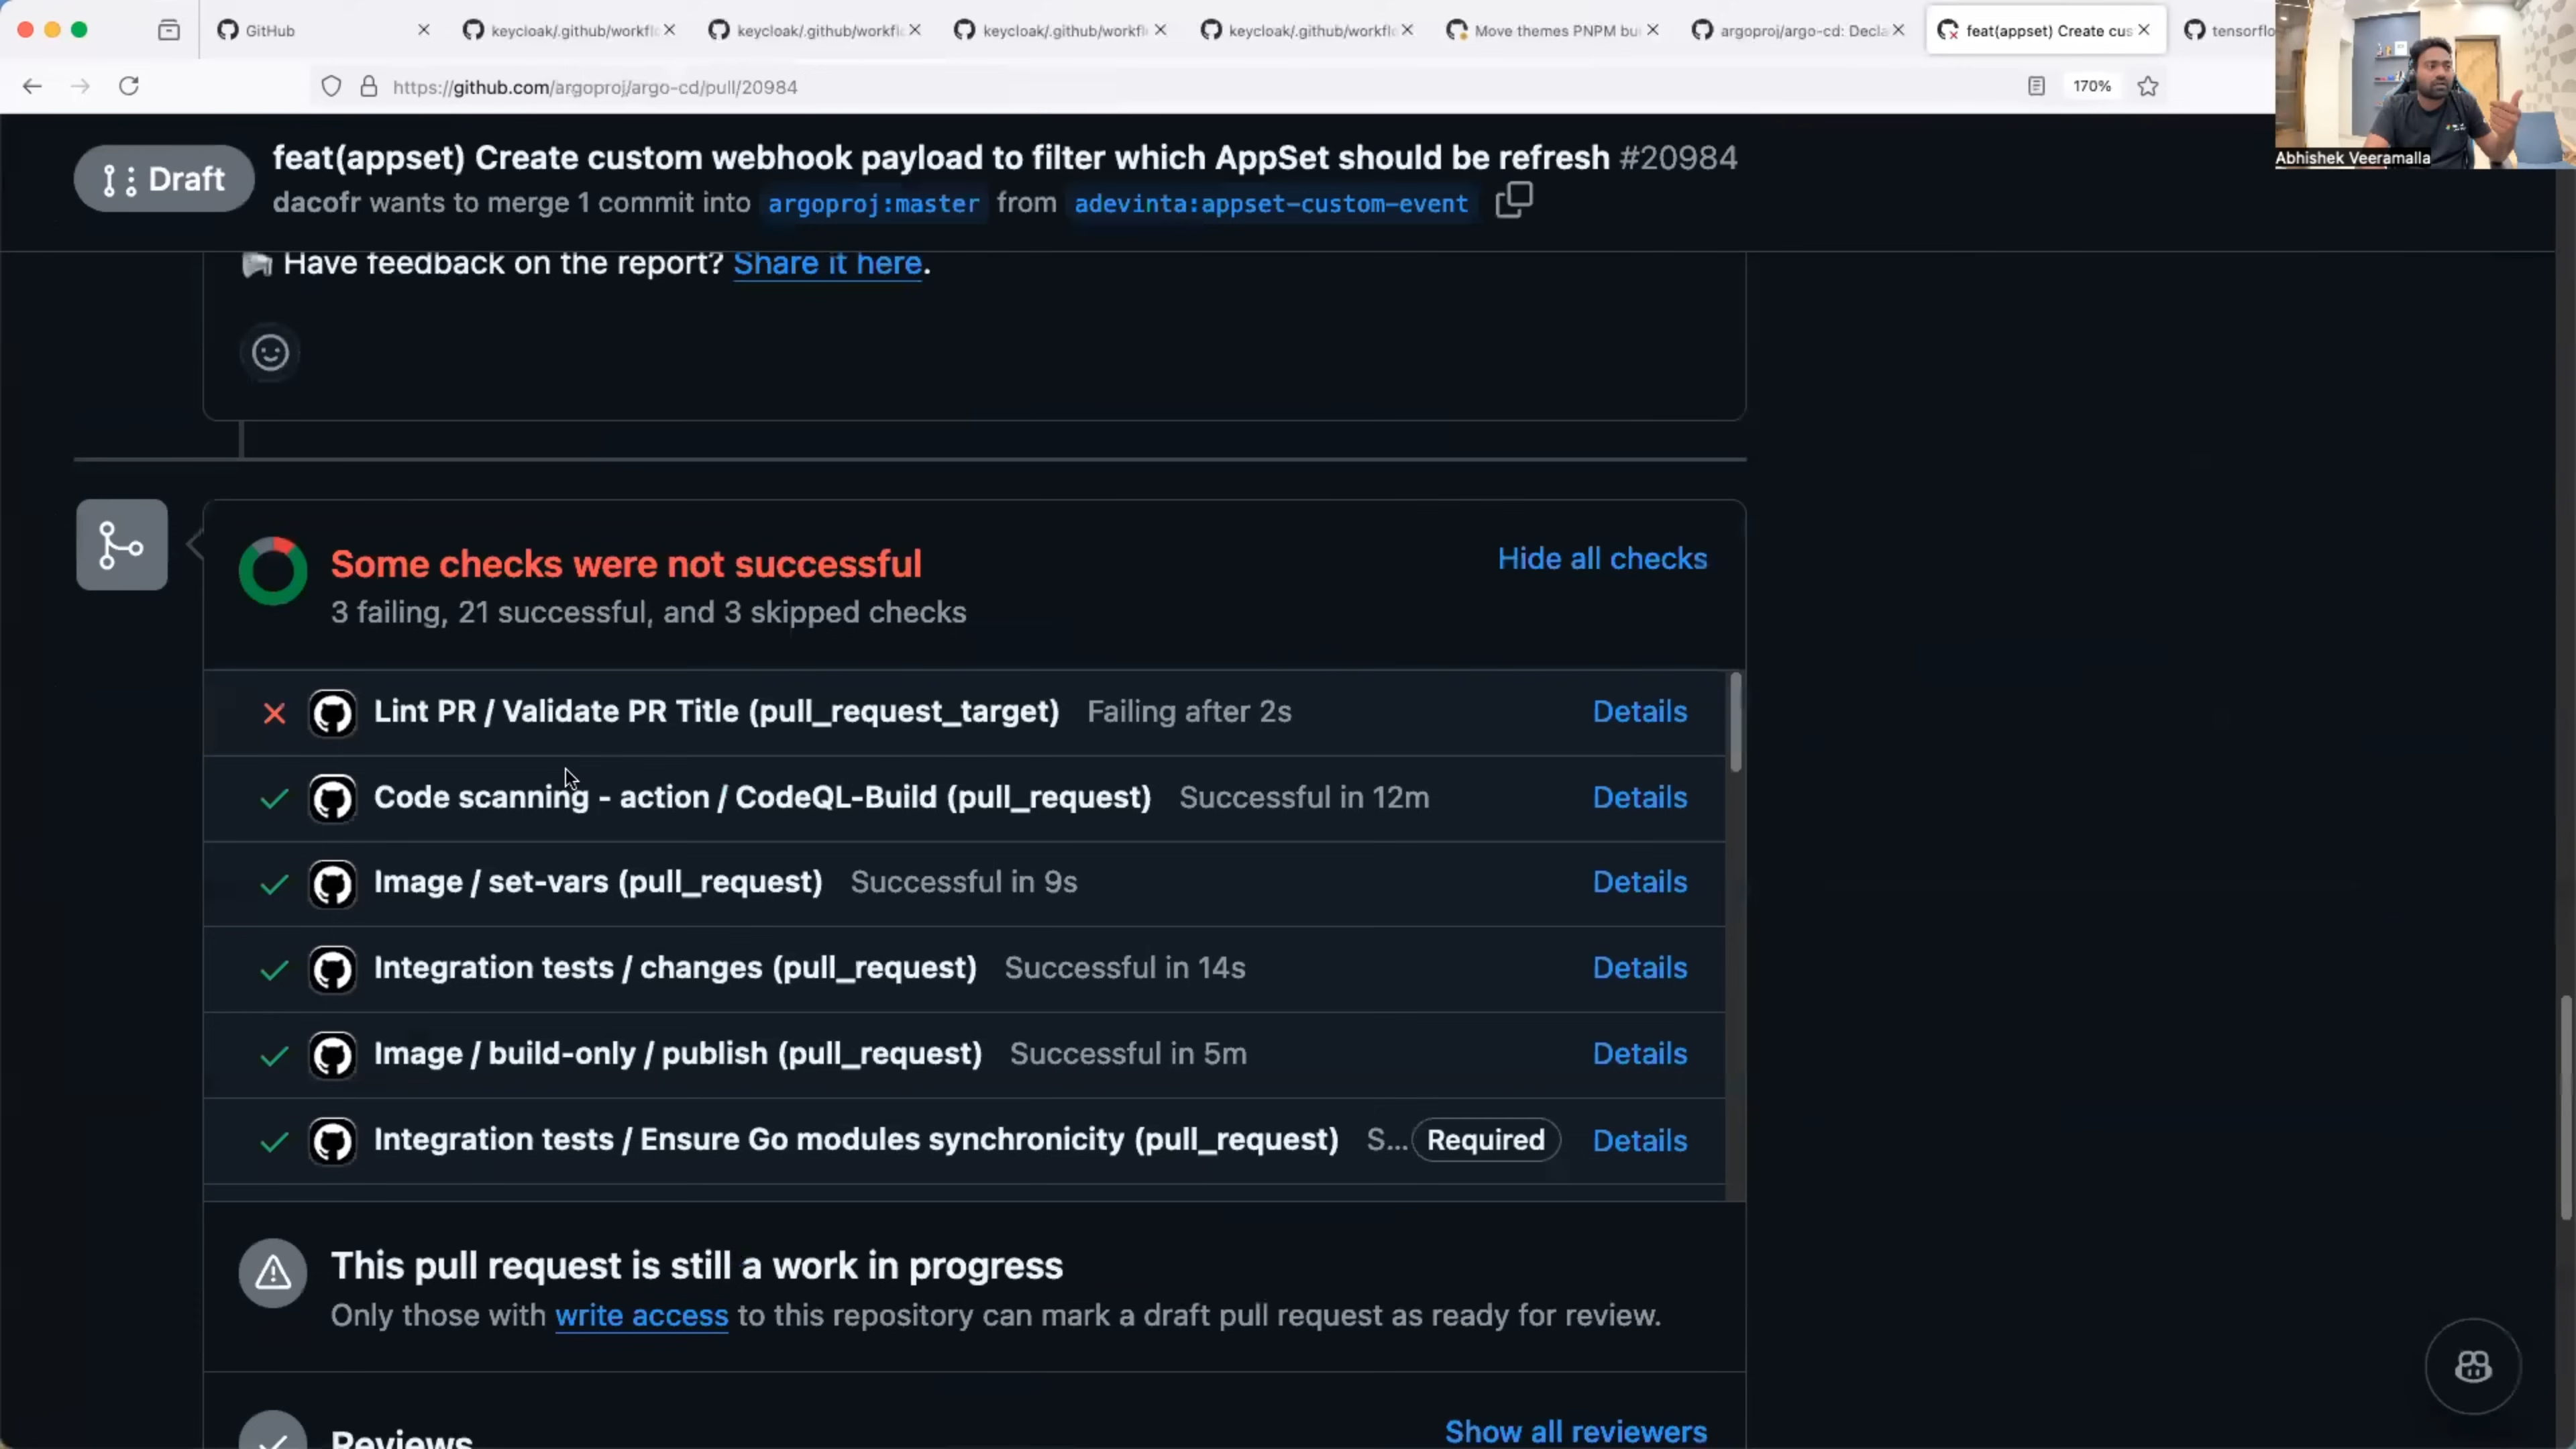 GitHub
keycloak/.github/workfl
keycloak/.github/workfl
keycloak/.github/workfl
keycloak/.github/workfl
Move themes PNPM bu
argoproj/argo-cd: Decla
feat(appset) Create cus
tensorflo
https://github.com/argoproj/argo-cd/pull/20984
170%
Abhishek Veeramalla
Draft
feat(appset) Create custom webhook payload to filter which AppSet should be refresh #20984
dacofr wants to merge 1 commit into argoproj:master from adevinta:appset-custom-event
Have feedback on the report? Share it here.
Some checks were not successful
Hide all checks
3 failing, 21 successful, and 3 skipped checks
Lint PR / Validate PR Title (pull_request_target) Failing after 2s Details
Code scanning - action / CodeQL-Build (pull_request) Successful in 12m Details
Image / set-vars (pull_request) Successful in 9s Details
Integration tests / changes (pull_request) Successful in 14s Details
Image / build-only / publish (pull_request) Successful in 5m Details
Integration tests / Ensure Go modules synchronicity (pull_request) S... Required Details
This pull request is still a work in progress
Only those with write access to this repository can mark a draft pull request as ready for review.
Reviews
Show all reviewers